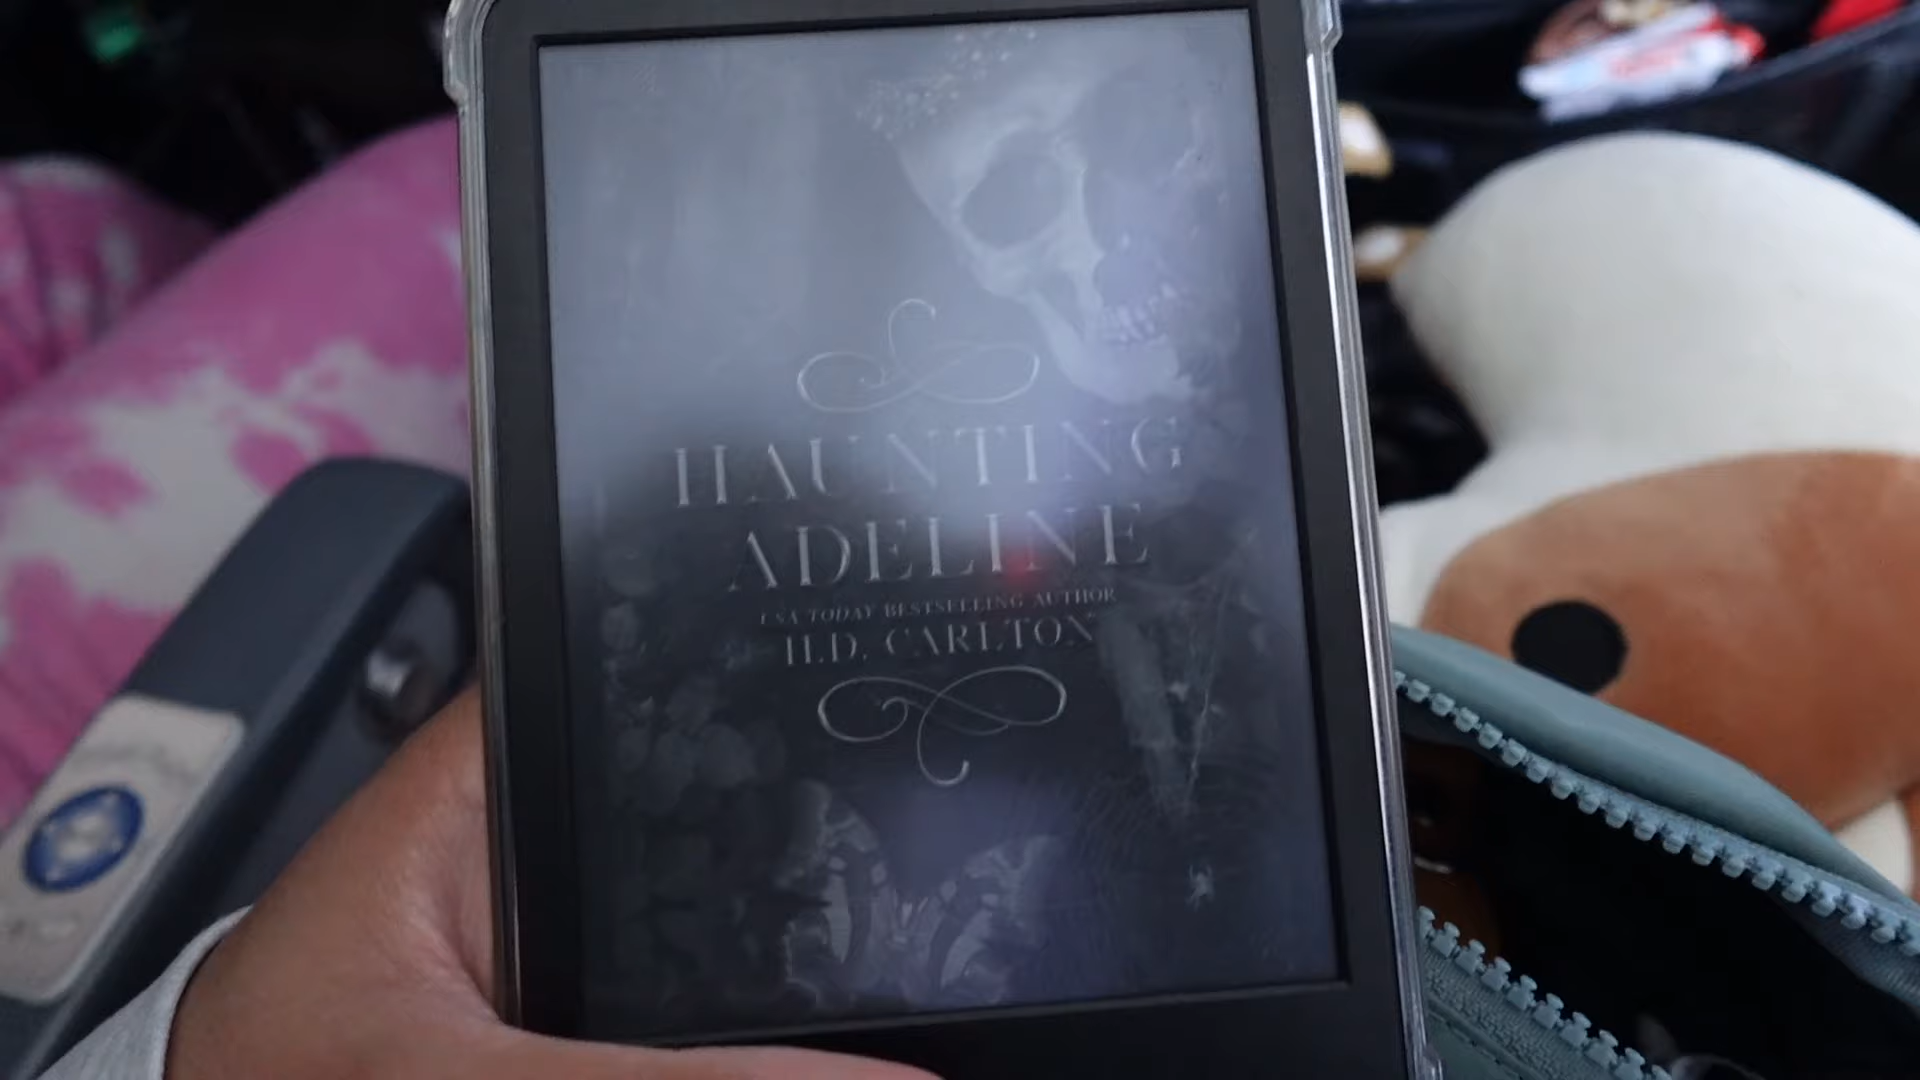 HAUNTING
ADELINE
USA TODAY BESTSELLING AUTHOR
H.D. CARLTON